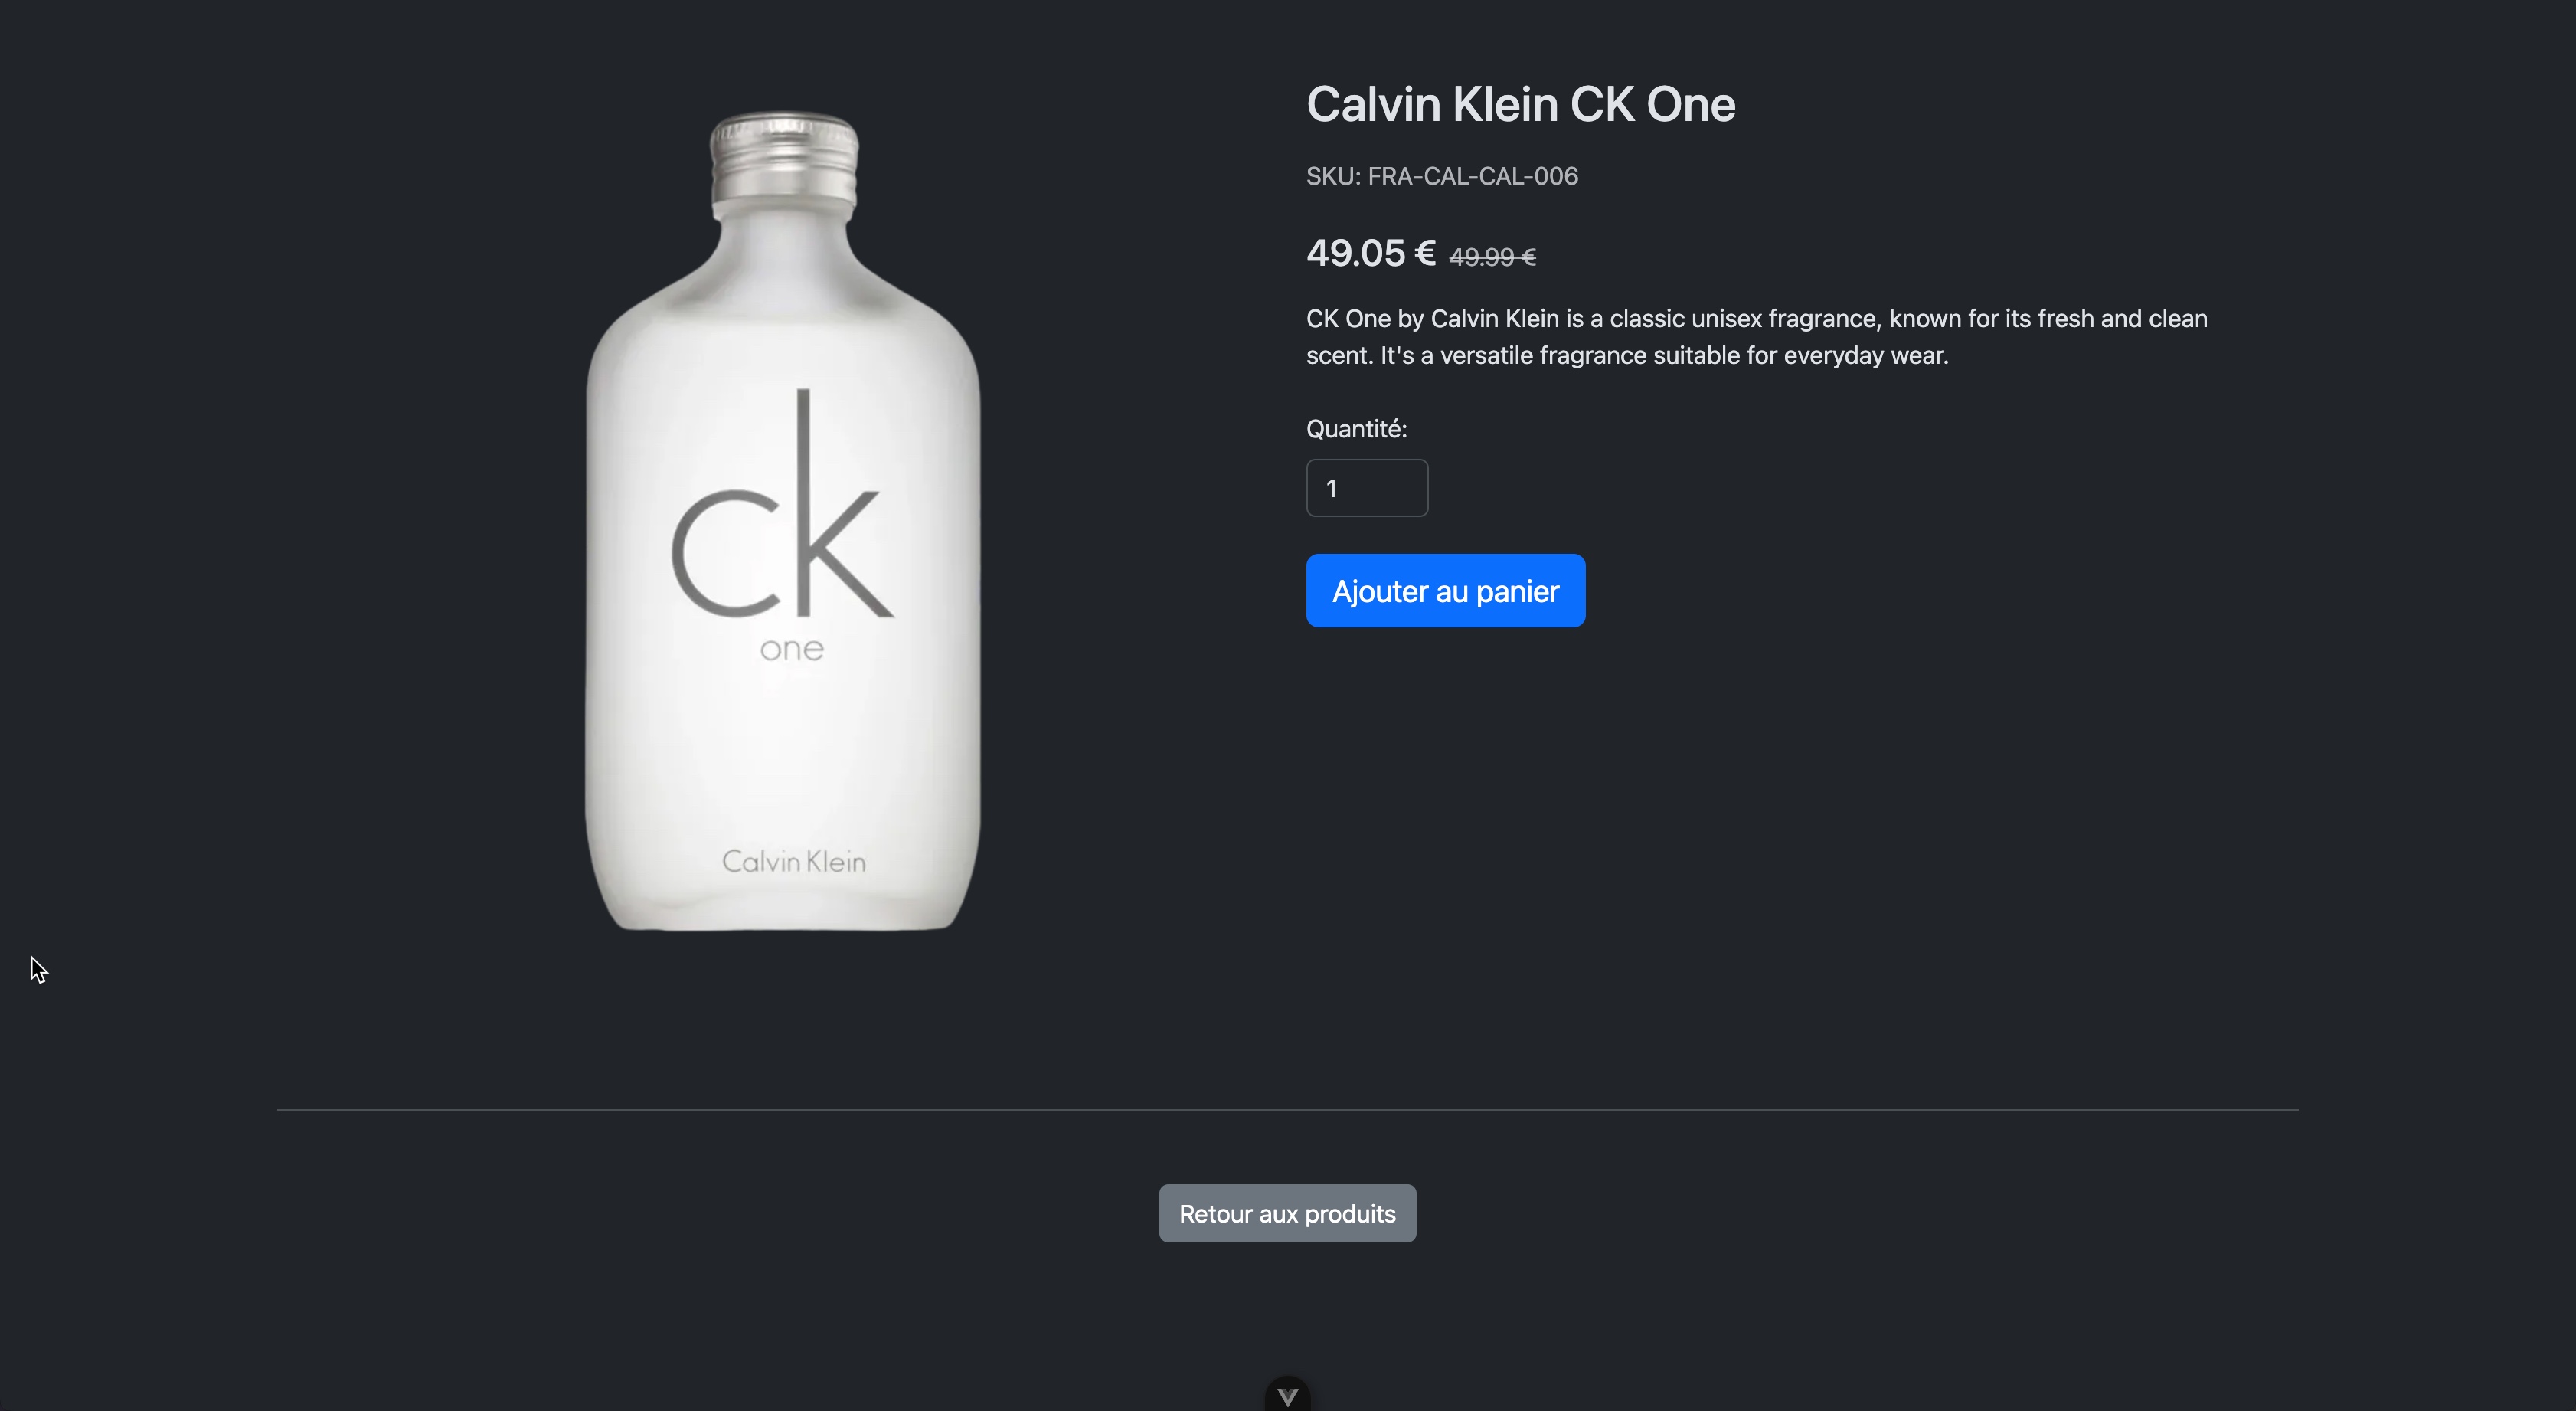 ck
one
Calvin Klein
Calvin Klein CK One
SKU: FRA-CAL-CAL-006
49.05 € 49.99 €
CK One by Calvin Klein is a classic unisex fragrance, known for its fresh and clean
scent. It's a versatile fragrance suitable for everyday wear.
Quantité:
1
Ajouter au panier
Retour aux produits